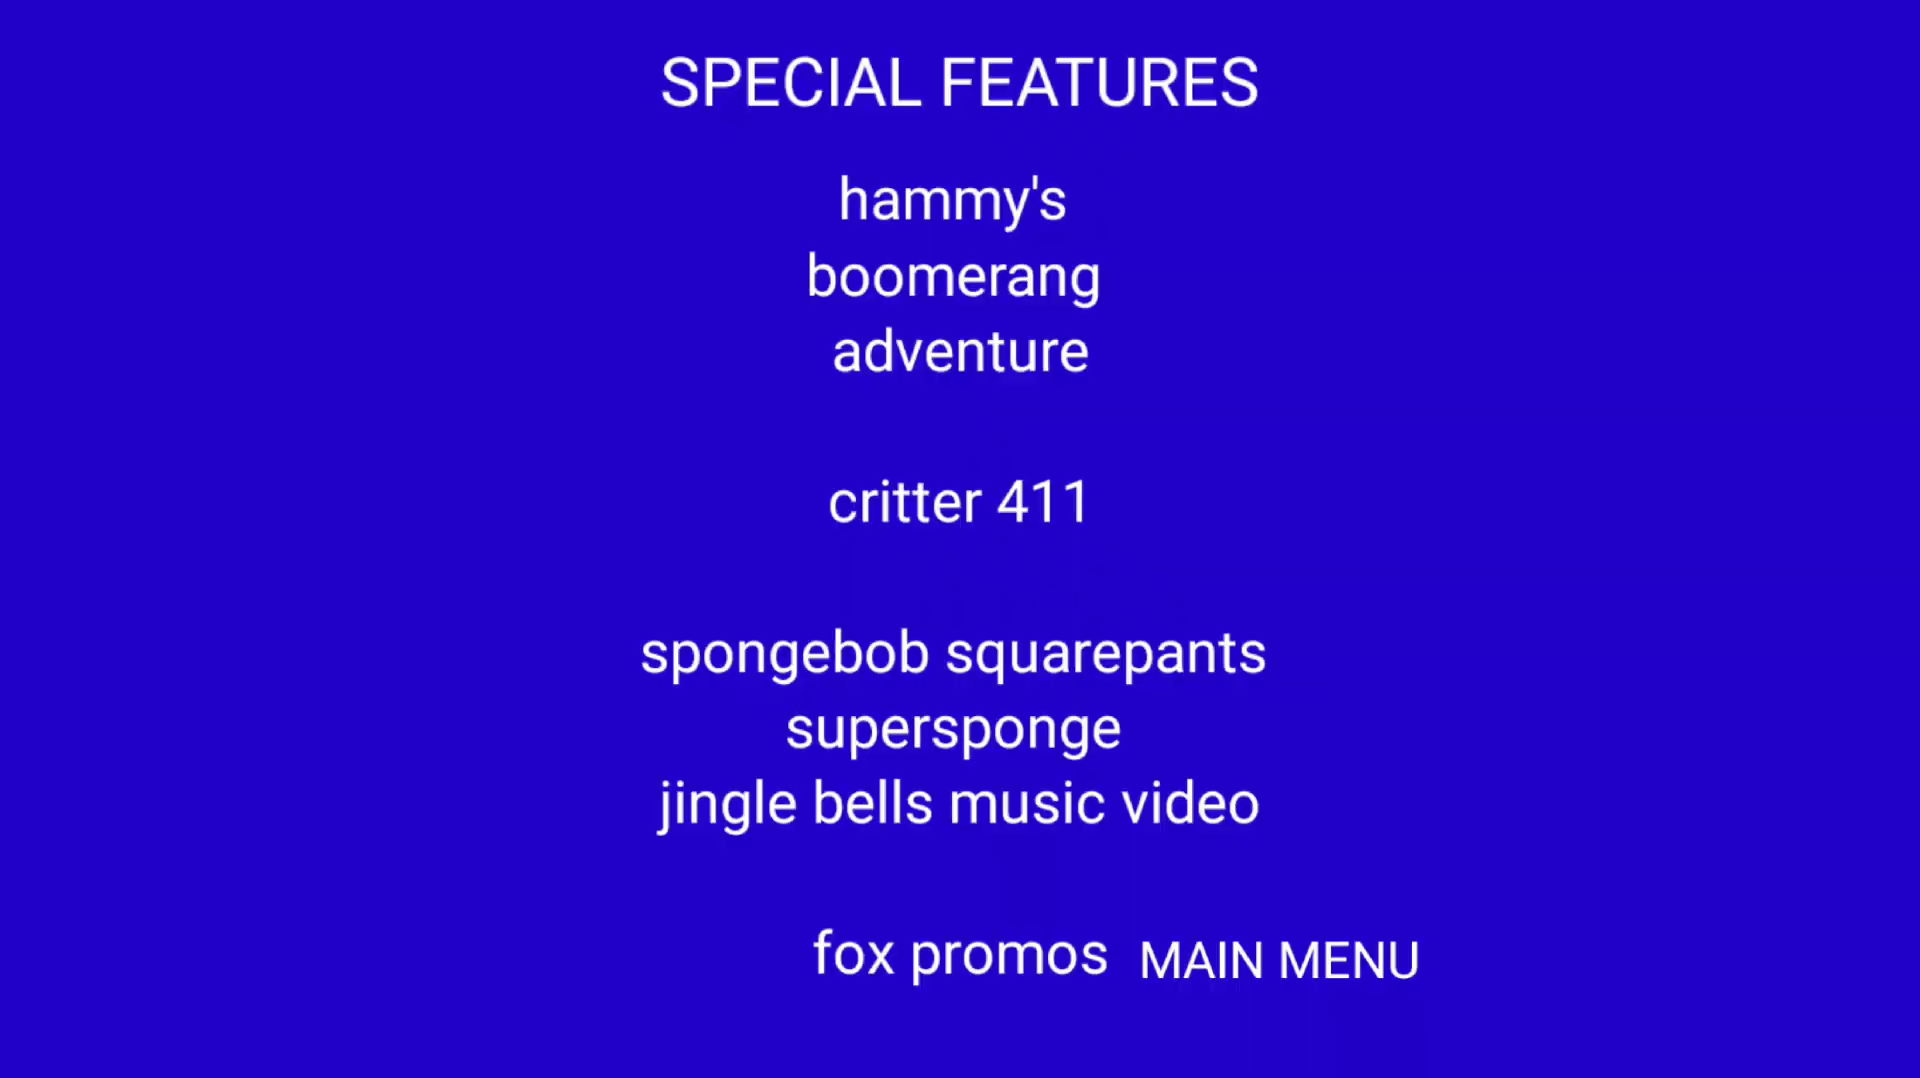 SPECIAL FEATURES
hammy's
boomerang
adventure
critter 411
spongebob squarepants
supersponge
jingle bells music video
fox promos MAIN MENU